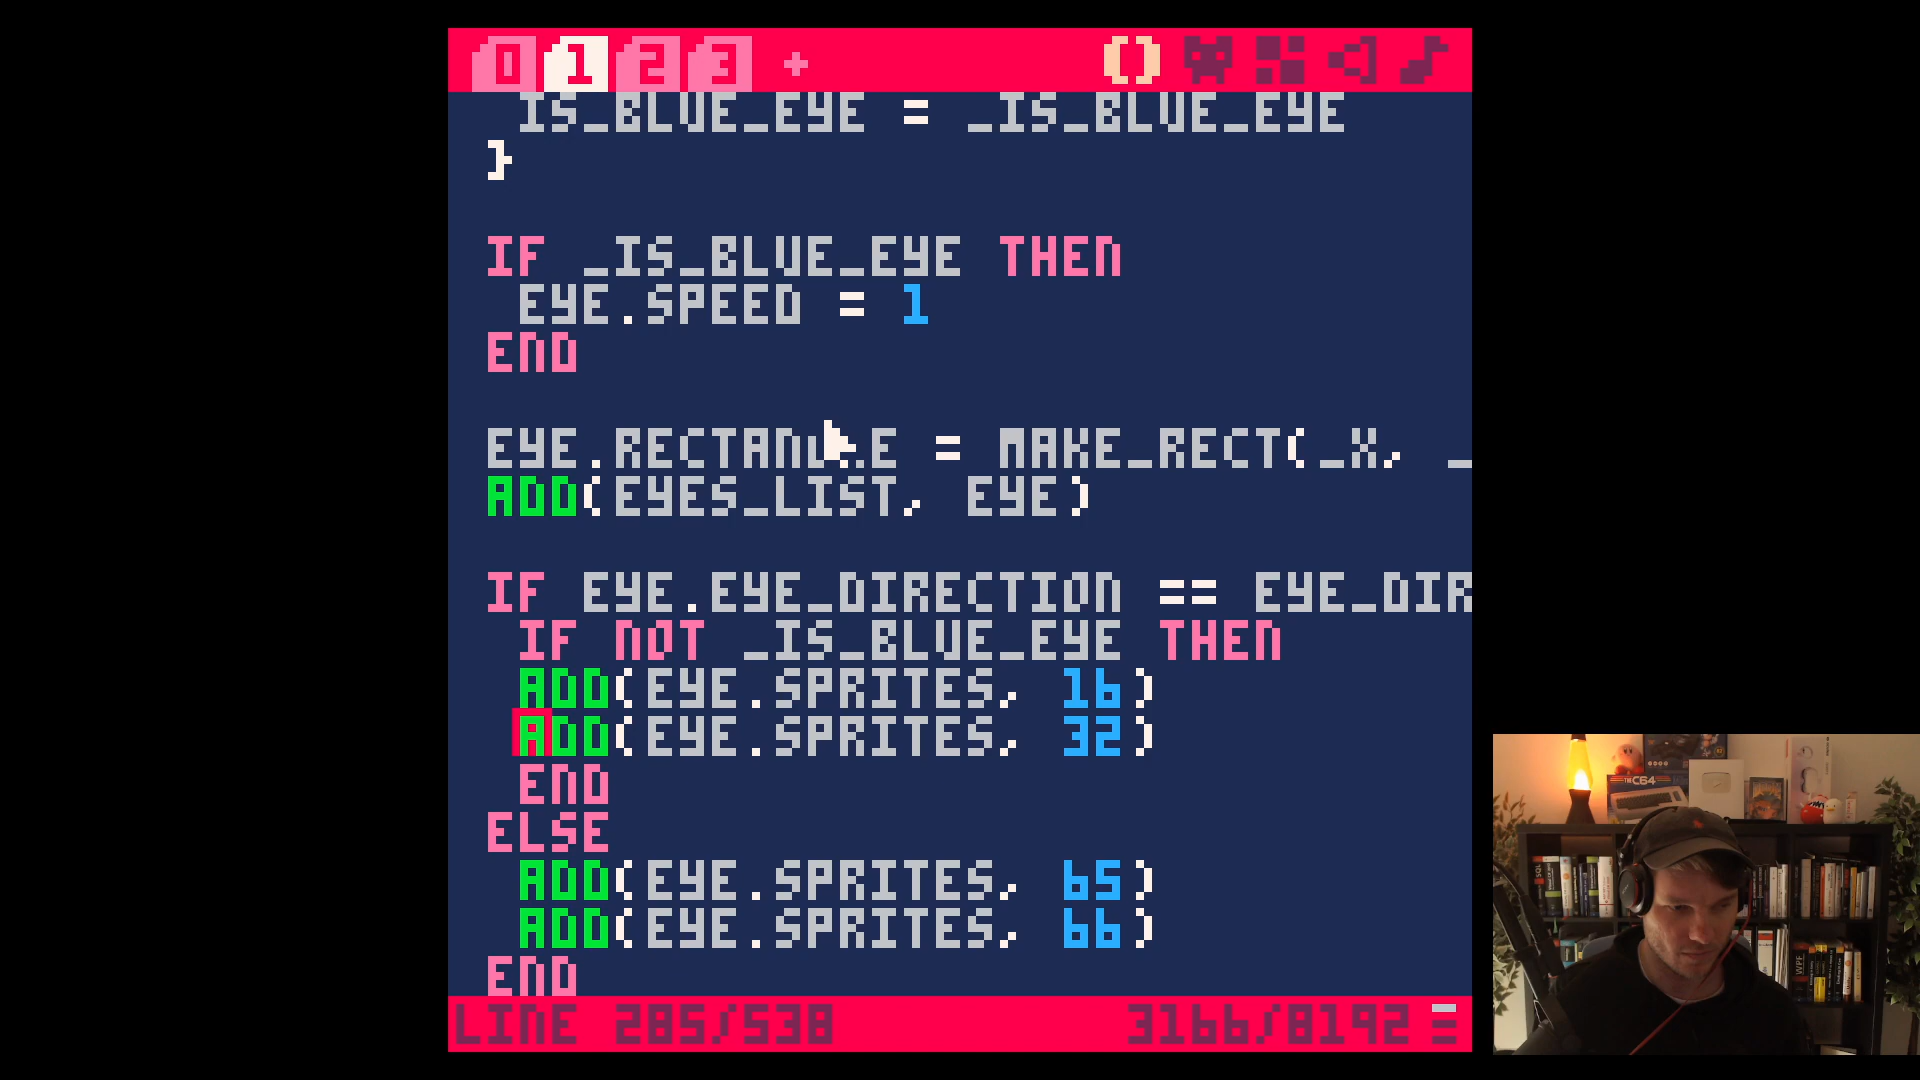 0 1 2 3 +
IS_BLUE_EYE = _IS_BLUE_EYE
}
IF _IS_BLUE_EYE THEN
EYE.SPEED = 1
END
EYE.RECTANGLE = MAKE_RECT(_X, _
ADD(EYES_LIST, EYE)
IF EYE.EYE_DIRECTION == EYE_DIR
IF NOT _IS_BLUE_EYE THEN
ADD(EYE.SPRITES, 16)
ADD(EYE.SPRITES, 32)
END
ELSE
ADD(EYE.SPRITES, 65)
ADD(EYE.SPRITES, 66)
END
LINE 285/538
3166/8192
THEC64
WPF